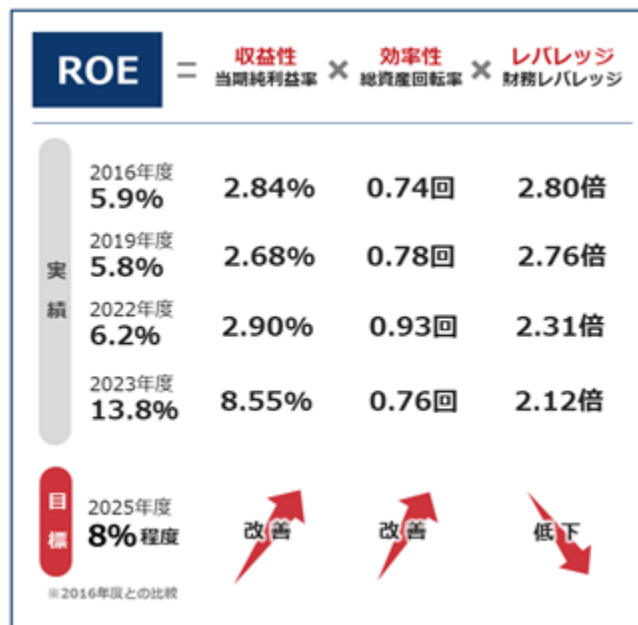 ROE = 収益性 × 効率性 × レバレッジ
当期純利益率 総資産回転率 財務レバレッジ
実績
2016年度
5.9% 2.84% 0.74回 2.80倍
2019年度
5.8% 2.68% 0.78回 2.76倍
2022年度
6.2% 2.90% 0.93回 2.31倍
2023年度
13.8% 8.55% 0.76回 2.12倍
目標
2025年度
8%程度 改善 改善 低下
※2016年度との比較